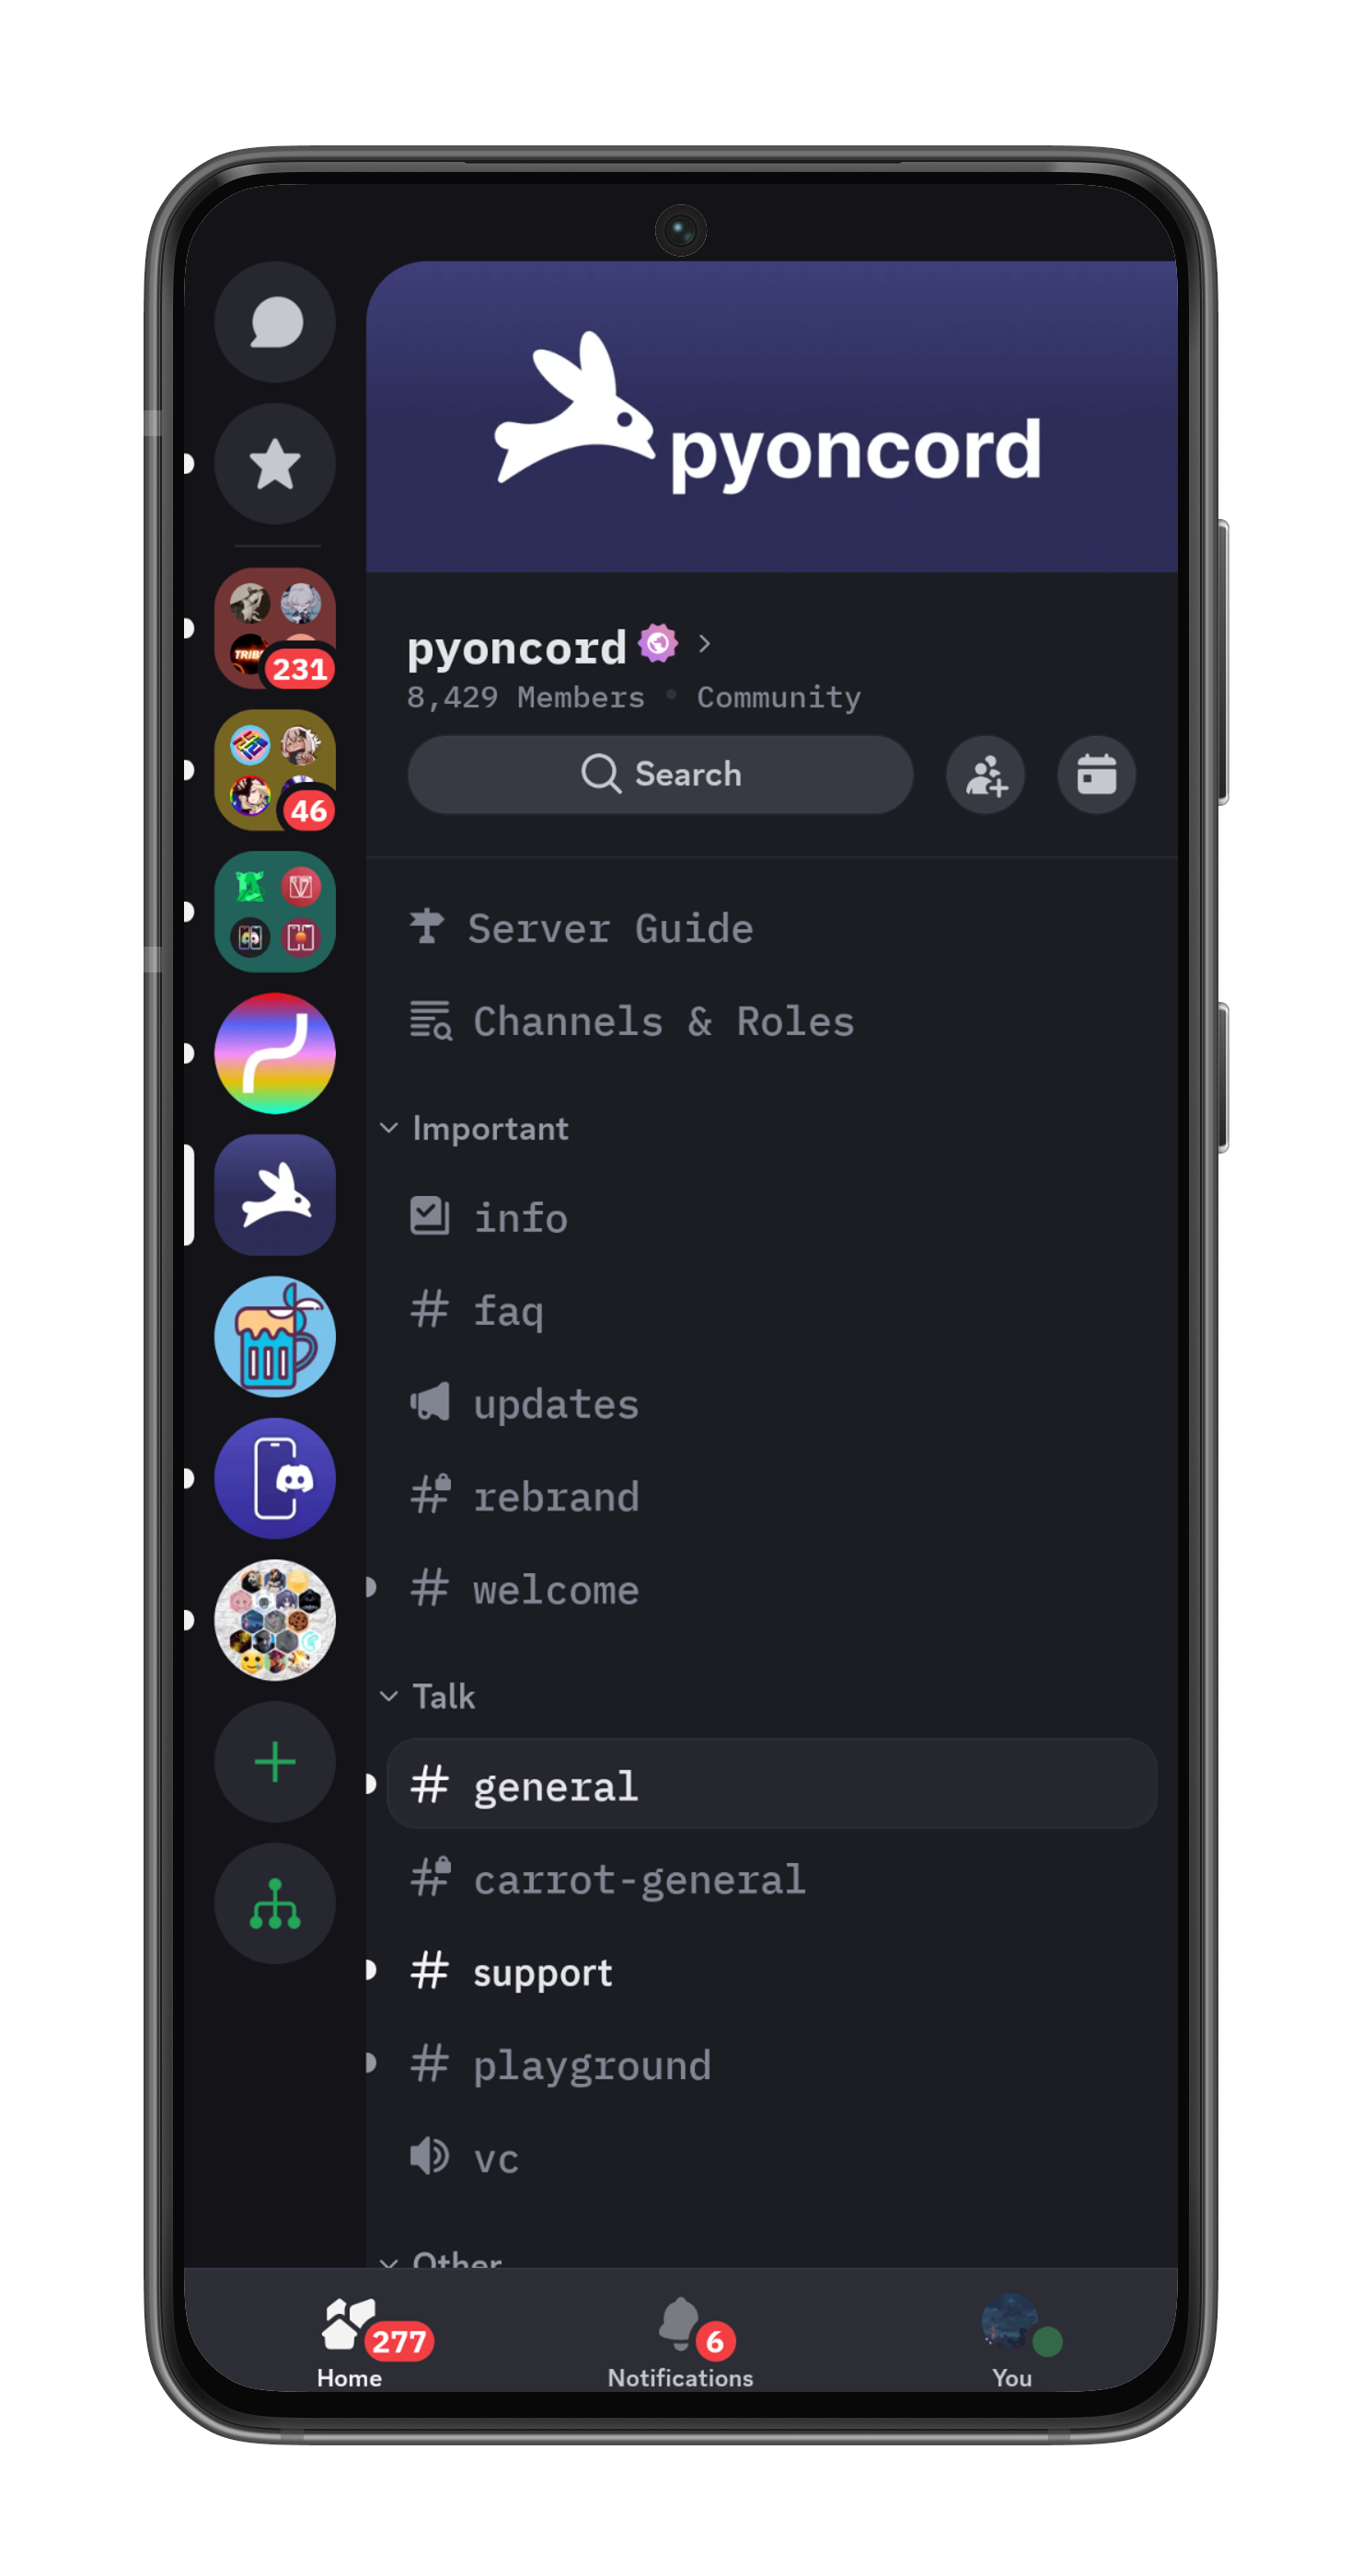 pyoncord
pyoncord
8,429 Members • Community
Search
Server Guide
Channels & Roles
Important
info
faq
updates
rebrand
welcome
Talk
general
carrot-general
support
playground
vc
Other
231
46
277
6
Home
Notifications
You